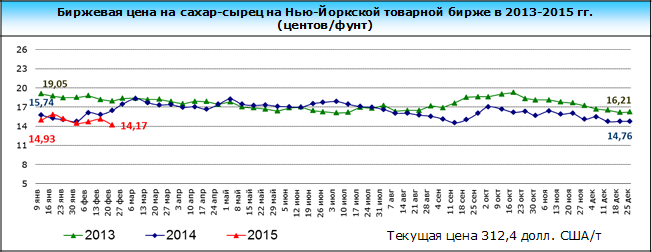 Биржевая цена на сахар-сырец на Нью-Йоркской товарной бирже в 2013-2015 гг.
(центов/фунт)
26
23
20
17
14
11
8
5
19,05
15,74
14,93
14,17
16,21
14,76
9 янв
16 янв
23 янв
30 янв
6 фев
13 фев
20 фев
27 фев
6 мар
13 мар
20 мар
27 мар
3 апр
10 апр
17 апр
24 апр
1 май
8 май
15 май
22 май
29 май
5 июн
12 июн
19 июн
26 июн
3 июл
10 июл
17 июл
24 июл
31 июл
7 авг
14 авг
21 авг
28 авг
4 сен
11 сен
18 сен
25 сен
2 окт
9 окт
16 окт
23 окт
30 окт
6 ноя
13 ноя
20 ноя
27 ноя
4 дек
11 дек
18 дек
25 дек
2013
2014
2015
Текущая цена 312,4 долл. США/т